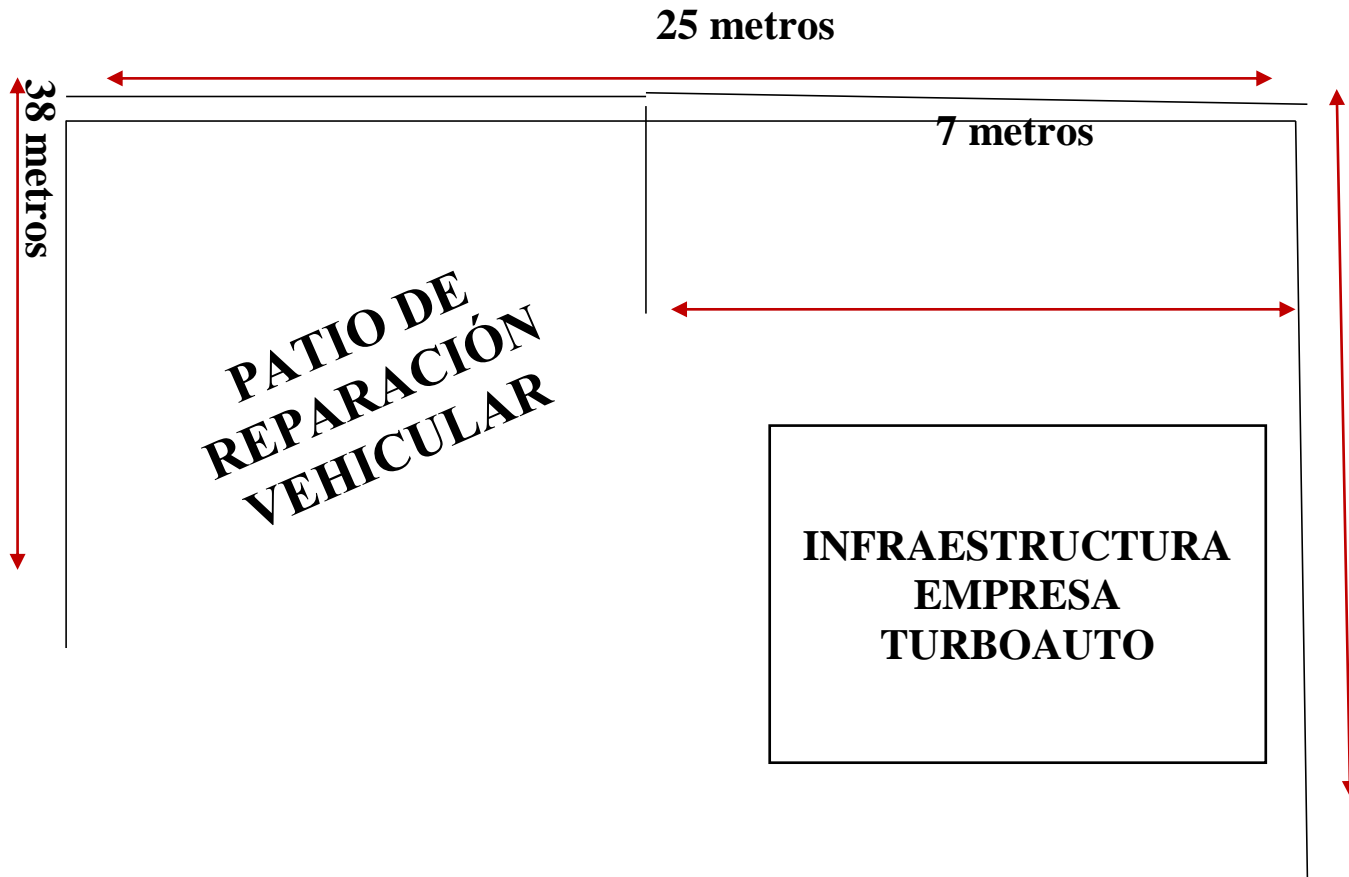 25 metros
38 metros
7 metros
PATIO DE
REPARACIÓN
VEHICULAR
INFRAESTRUCTURA
EMPRESA
TURBOAUTO